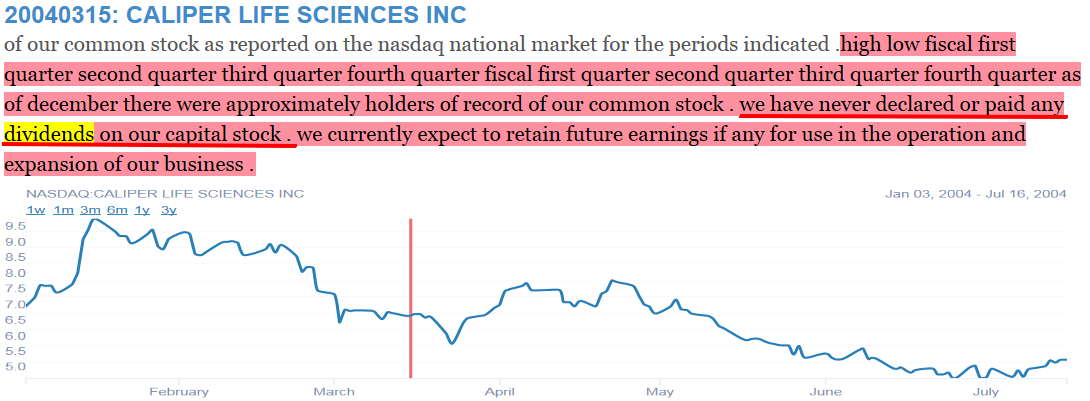 20040315: CALIPER LIFE SCIENCES INC
of our common stock as reported on the nasdaq national market for the periods indicated .high low fiscal first
quarter second quarter third quarter fourth quarter fiscal first quarter second quarter third quarter fourth quarter as
of december there were approximately holders of record of our common stock . we have never declared or paid any
dividends on our capital stock . we currently expect to retain future earnings if any for use in the operation and
expansion of our business .
NASDAQ:CALIPER LIFE SCIENCES INC Jan 03, 2004 - Jul 16, 2004
1w 1m 3m 6m 1y 3y
9.5
9.0
8.5
8.0
7.5
7.0
6.5
6.0
5.5
5.0
February March April May June July